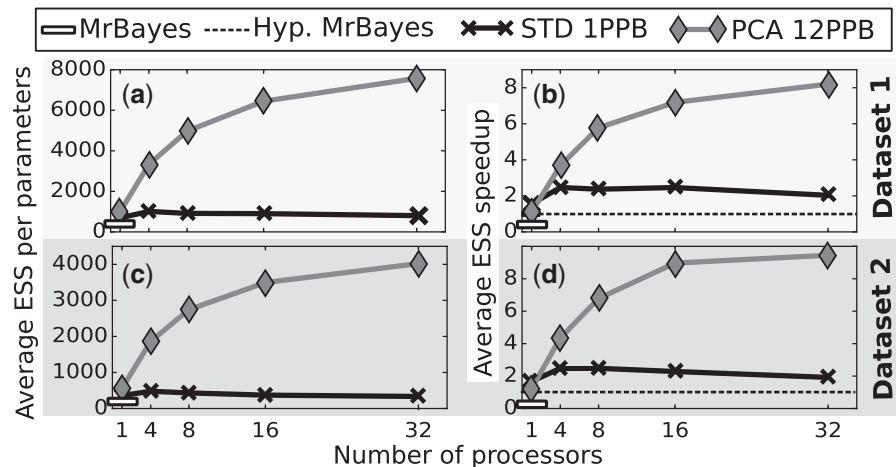 MrBayes Hyp. MrBayes STD 1PPB PCA 12PPB
Average ESS per parameters
8000
6000
4000
2000
0
(a)
Average ESS speedup
8
6
4
2
0
(b)
Dataset 1
4000
3000
2000
1000
0
(c)
1 4 8 16 32
8
6
4
2
0
(d)
1 4 8 16 32
Dataset 2
Number of processors